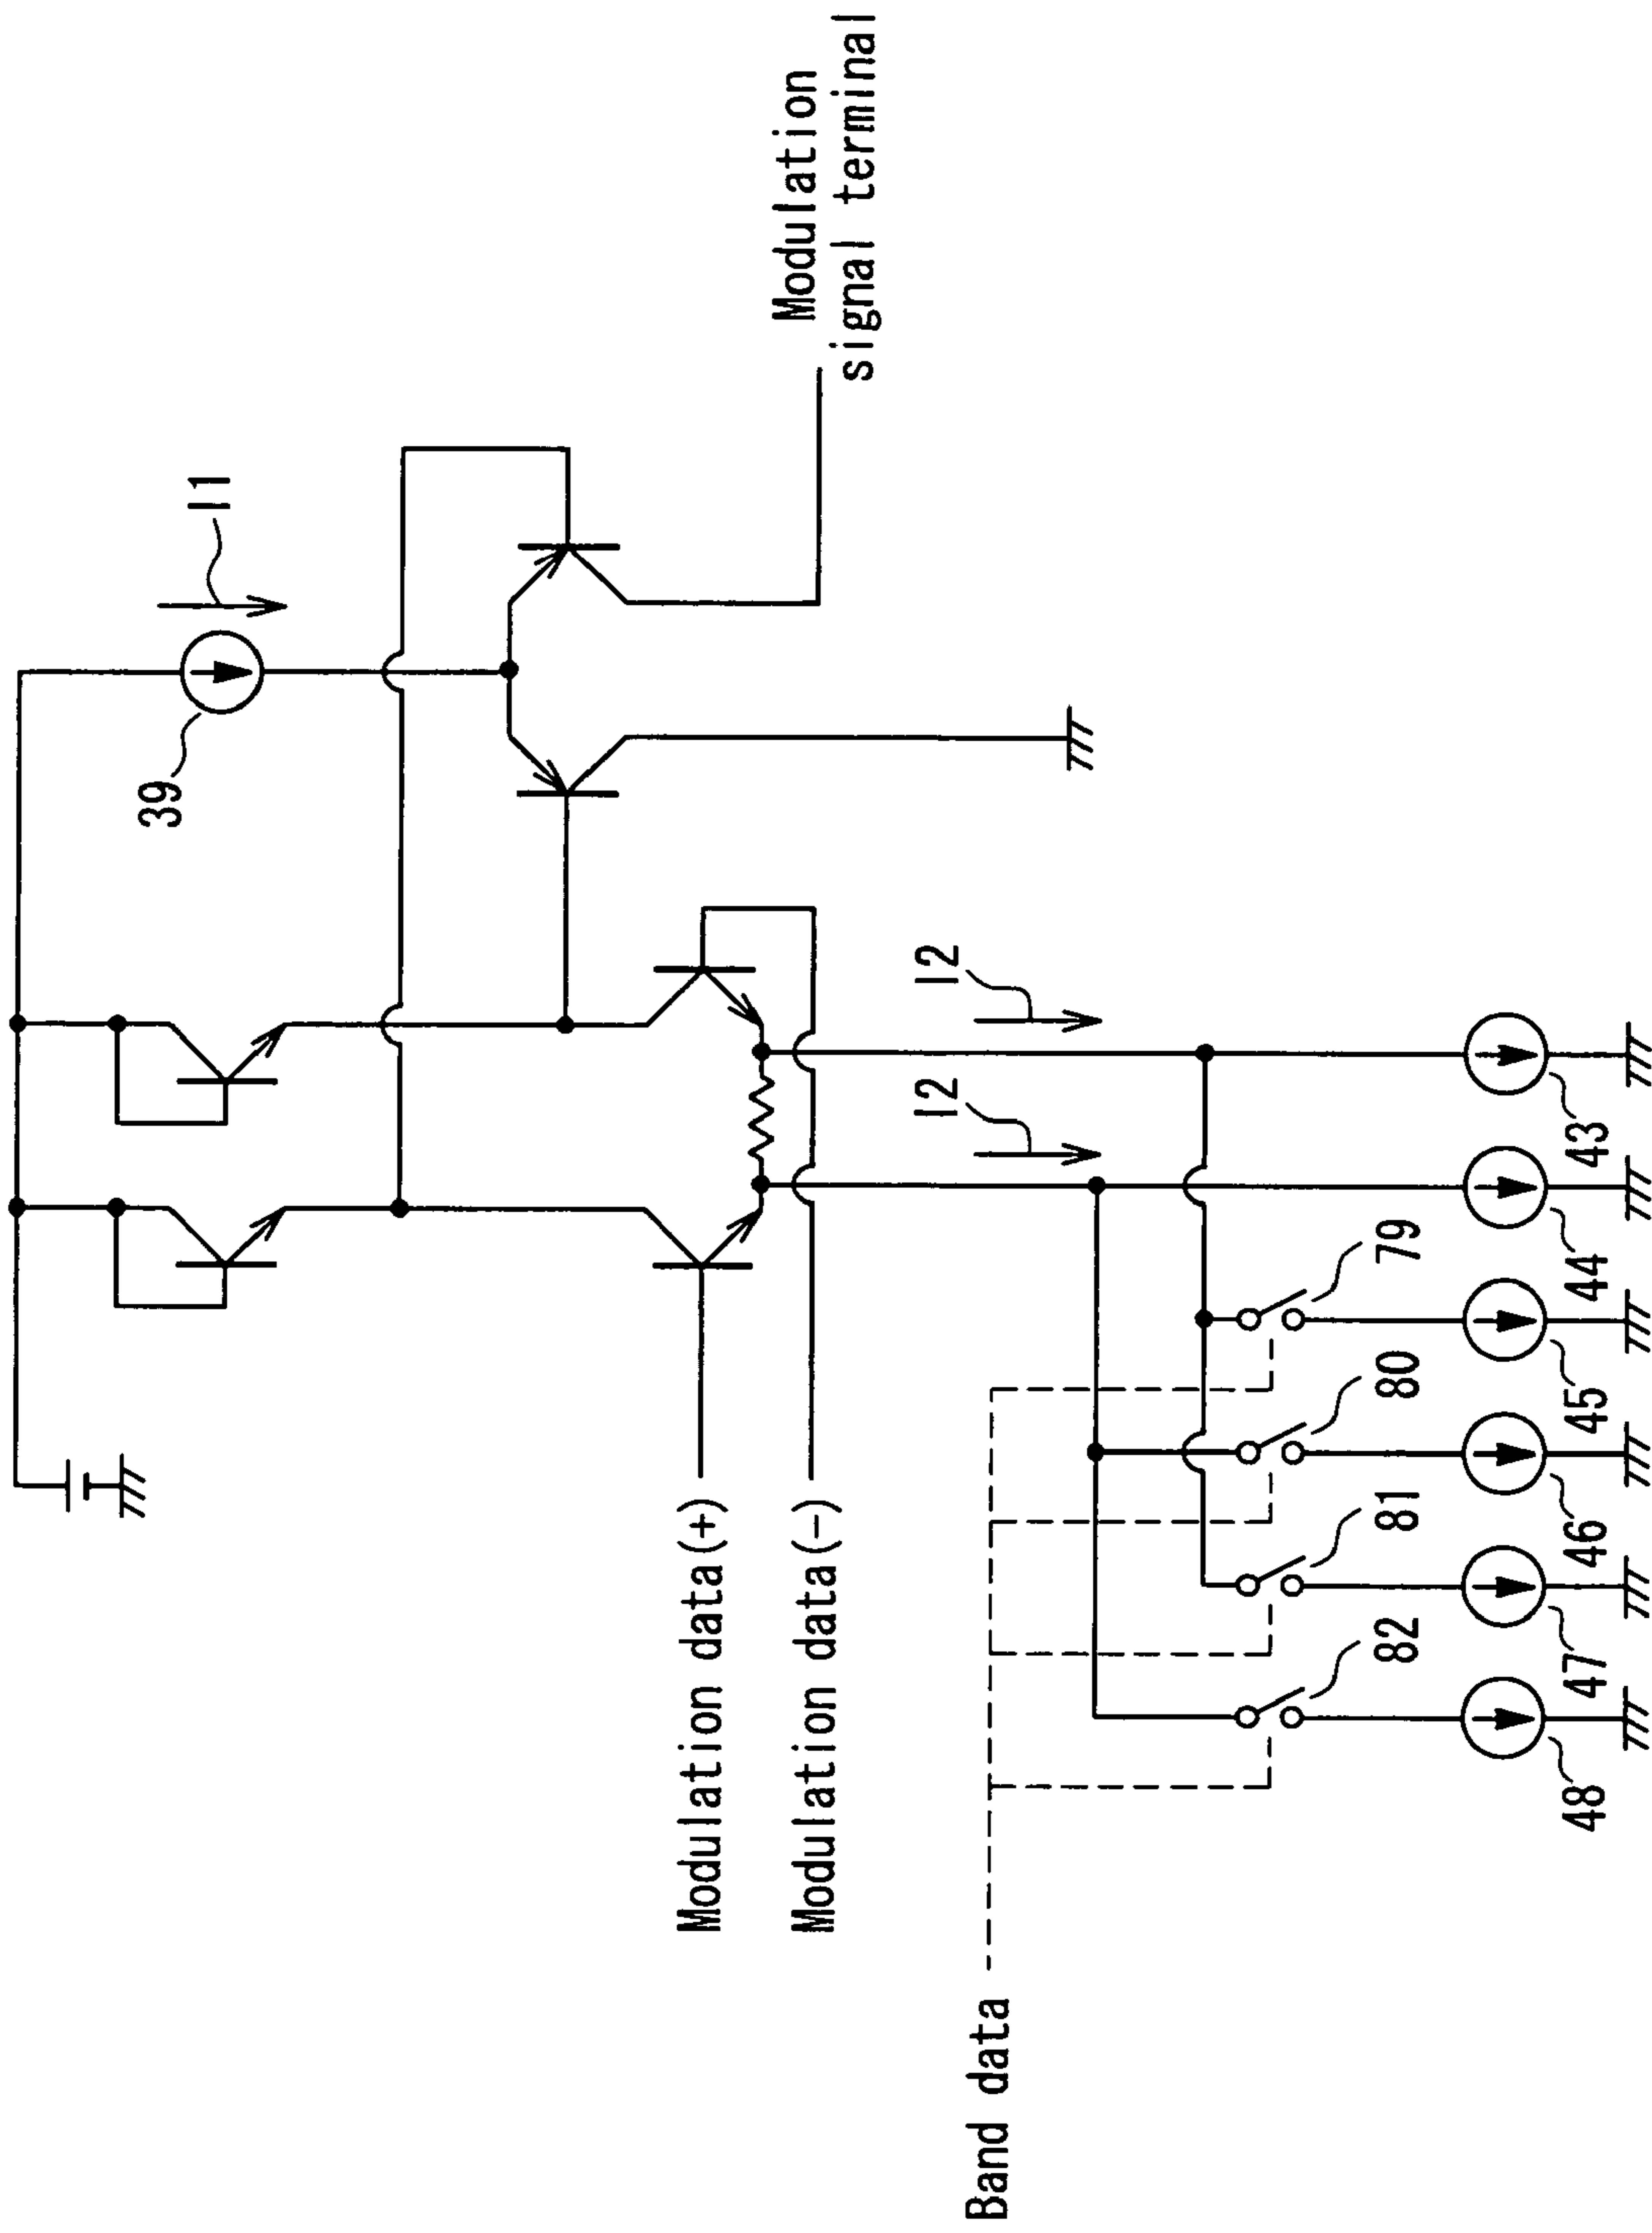 39
I1
Modulation
signal terminal
Modulation data(+)
Modulation data(-)
I2
I2
Band data
82
81
80
79
48
47
46
45
44
43